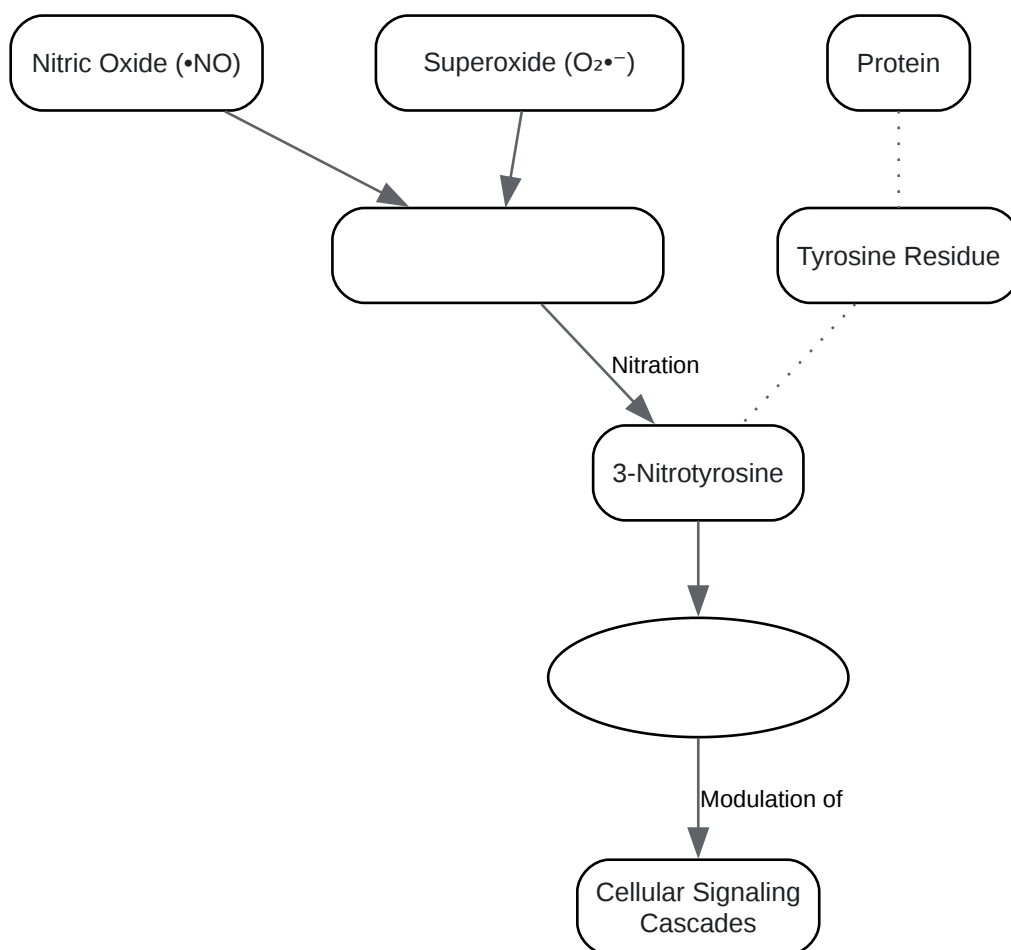 Nitric Oxide (•NO)
Superoxide (O₂•⁻)
Protein
Tyrosine Residue
Nitration
3-Nitrotyrosine
Modulation of
Cellular Signaling
Cascades